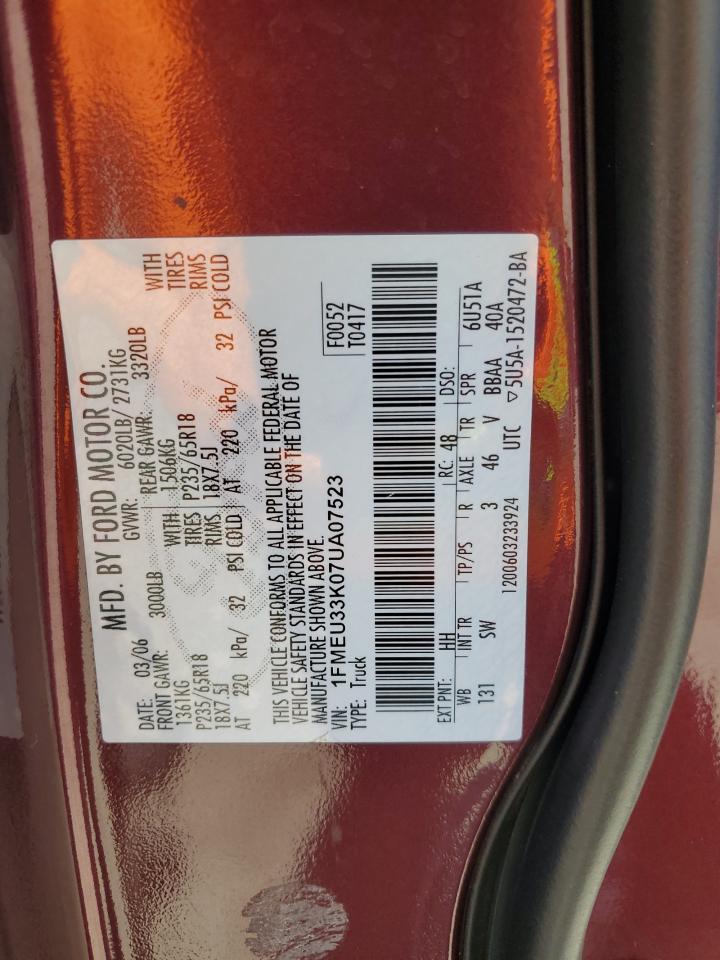 MFD. BY FORD MOTOR CO.
DATE: 03/06 GVWR: 6020LB/ 2731KG
FRONT GAWR: 3000LB REAR GAWR: 3320LB
1361KG WITH 1506KG WITH
P235/65R18 TIRES P235/65R18 TIRES
18X7.5J RIMS 18X7.5J RIMS
AT 220 kPa/ 32 PSI COLD AT 220 kPa/ 32 PSI COLD
THIS VEHICLE CONFORMS TO ALL APPLICABLE FEDERAL MOTOR
VEHICLE SAFETY STANDARDS IN EFFECT ON THE DATE OF
MANUFACTURE SHOWN ABOVE.
VIN: 1FMEU33K07UA07523
TYPE: Truck
F0052
T0417
EXT PNT: HH RC: 48 DSO:
WB INT TR TP/PS R AXLE TR SPR 6U51A
131 5W 3 46 V BBAA 40A
1200603233924 UTC ▽5U5A-1520472-BA